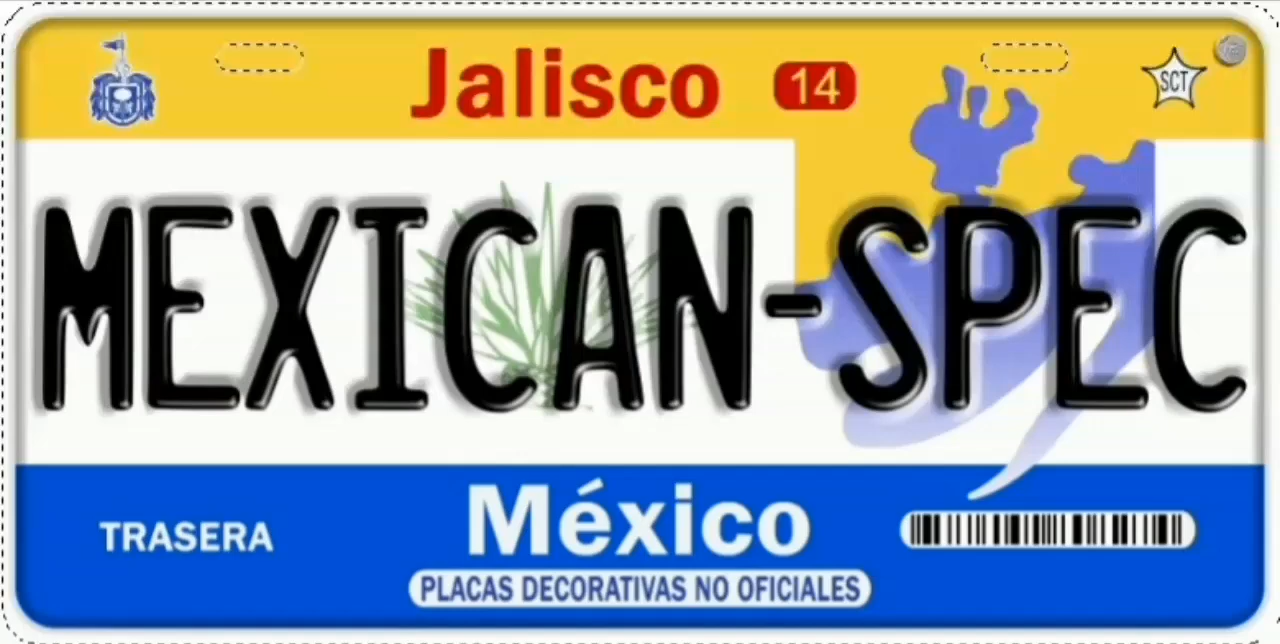 Jalisco 14 SCT
MEXICAN-SPEC
TRASERA México
PLACAS DECORATIVAS NO OFICIALES